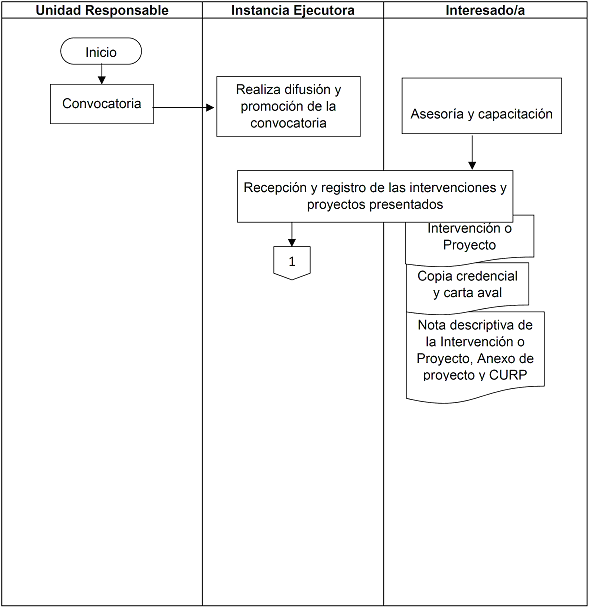 Unidad Responsable
Instancia Ejecutora
Interesado/a
Inicio
Convocatoria
Realiza difusión y
promoción de la
convocatoria
Asesoría y capacitación
Recepción y registro de las intervenciones y
proyectos presentados
1
Intervención o
Proyecto
Copia credencial
y carta aval
Nota descriptiva de
la Intervención o
Proyecto, Anexo de
proyecto y CURP